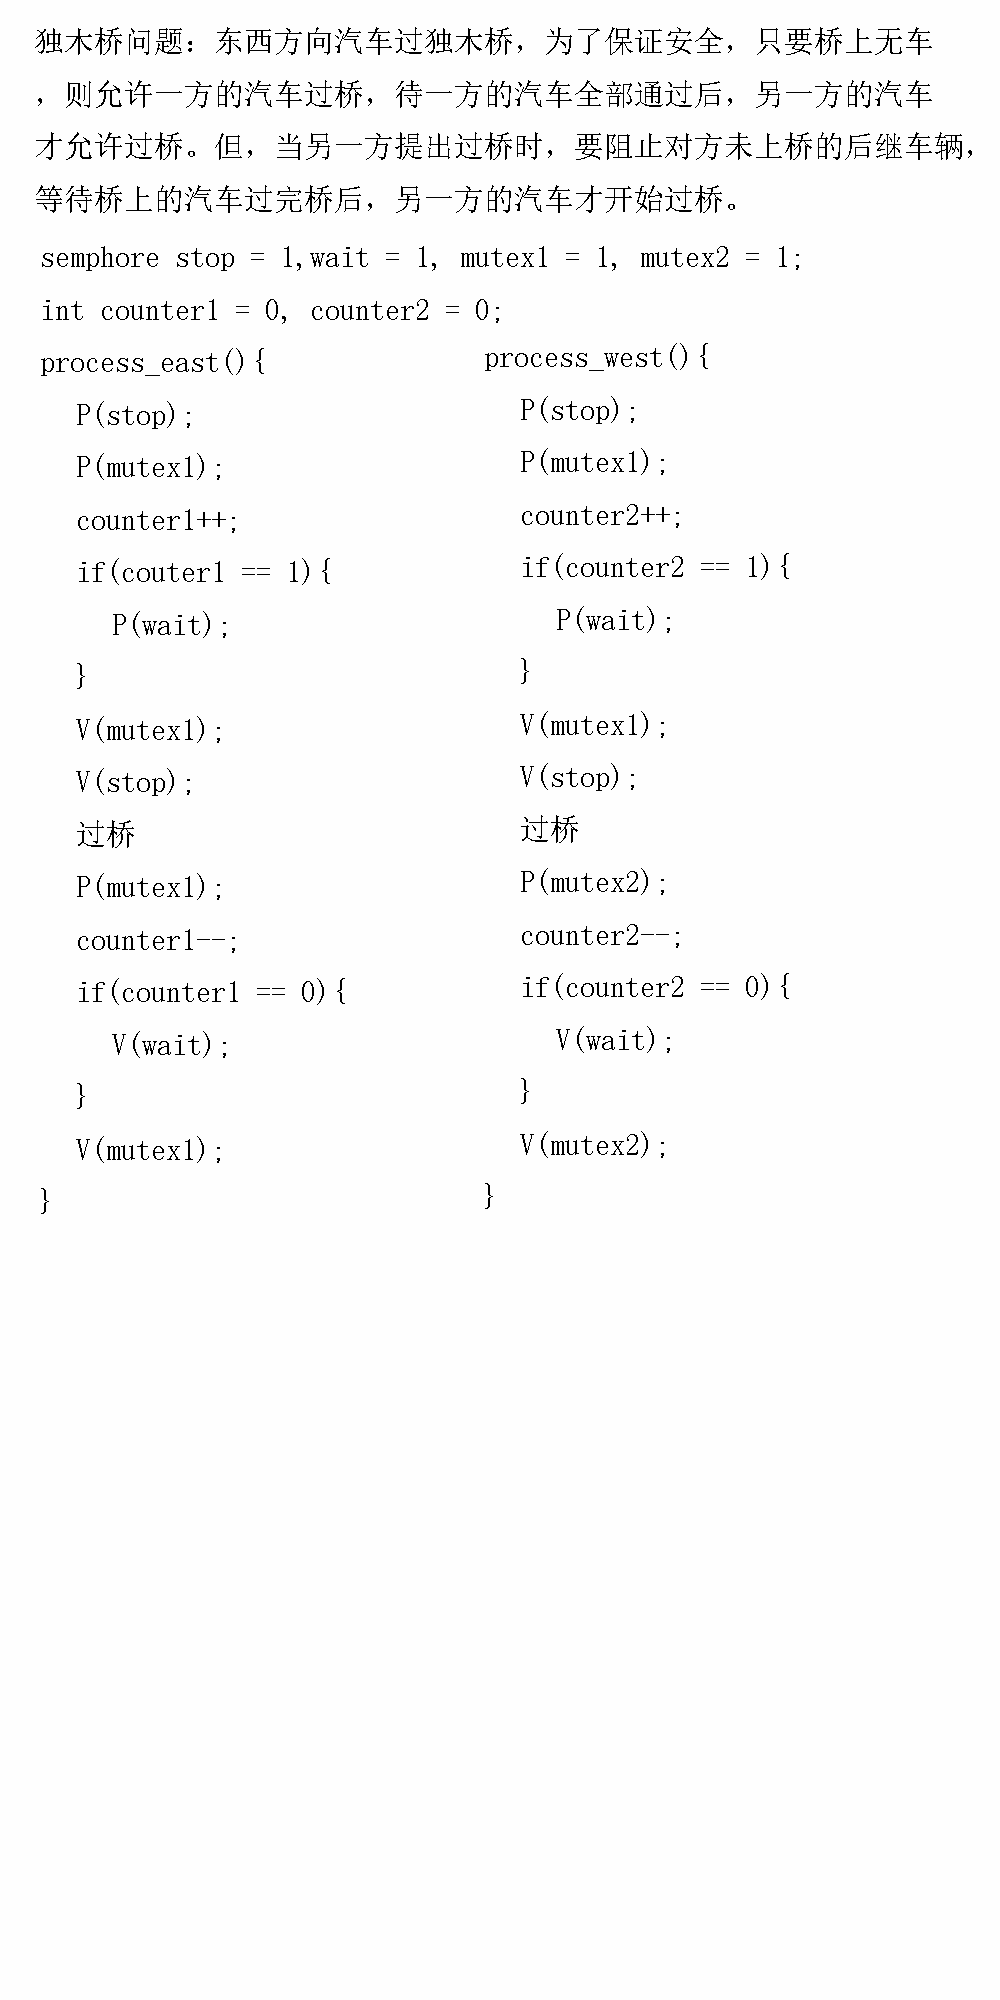 独木桥问题：东西方向汽车过独木桥，为了保证安全，只要桥上无车
，则允许一方的汽车过桥，待一方的汽车全部通过后，另一方的汽车
才允许过桥。但，当另一方提出过桥时，要阻止对方未上桥的后继车辆，
等待桥上的汽车过完桥后，另一方的汽车才开始过桥。
semphore stop = 1,wait = 1, mutex1 = 1, mutex2 = 1;
int counter1 = 0, counter2 = 0;
process_east(){
P(stop);
P(mutex1);
counter1++;
if(couter1 == 1){
P(wait);
}
V(mutex1);
V(stop);
过桥
P(mutex1);
counter1--;
if(counter1 == 0){
V(wait);
}
V(mutex1);
}
process_west(){
P(stop);
P(mutex1);
counter2++;
if(counter2 == 1){
P(wait);
}
V(mutex1);
V(stop);
过桥
P(mutex2);
counter2--;
if(counter2 == 0){
V(wait);
}
V(mutex2);
}